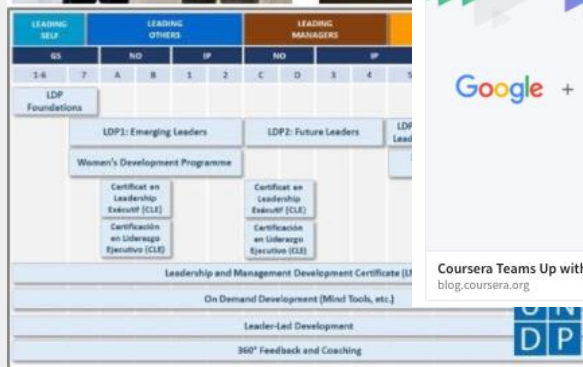 LEADING
SELF
LEADING
OTHERS
LEADING
MANAGERS
GS
NO
IP
NO
IP
1-6
7
A
B
1
2
C
D
3
4
LDP
Foundations
LDP1: Emerging Leaders
LDP2: Future Leaders
LDP
Lead
Women's Development Programme
Certificat en
Leadership
Exécutif (CLE)
Certificat en
Leadership
Exécutif (CLE)
Certificación
en Liderazgo
Ejecutivo (CLE)
Certificación
en Liderazgo
Ejecutivo (CLE)
Leadership and Management Development Certificate (LM
On Demand Development (Mind Tools, etc.)
Leader-Led Development
360° Feedback and Coaching
Google +
Coursera Teams Up with
blog.coursera.org
U N
D P